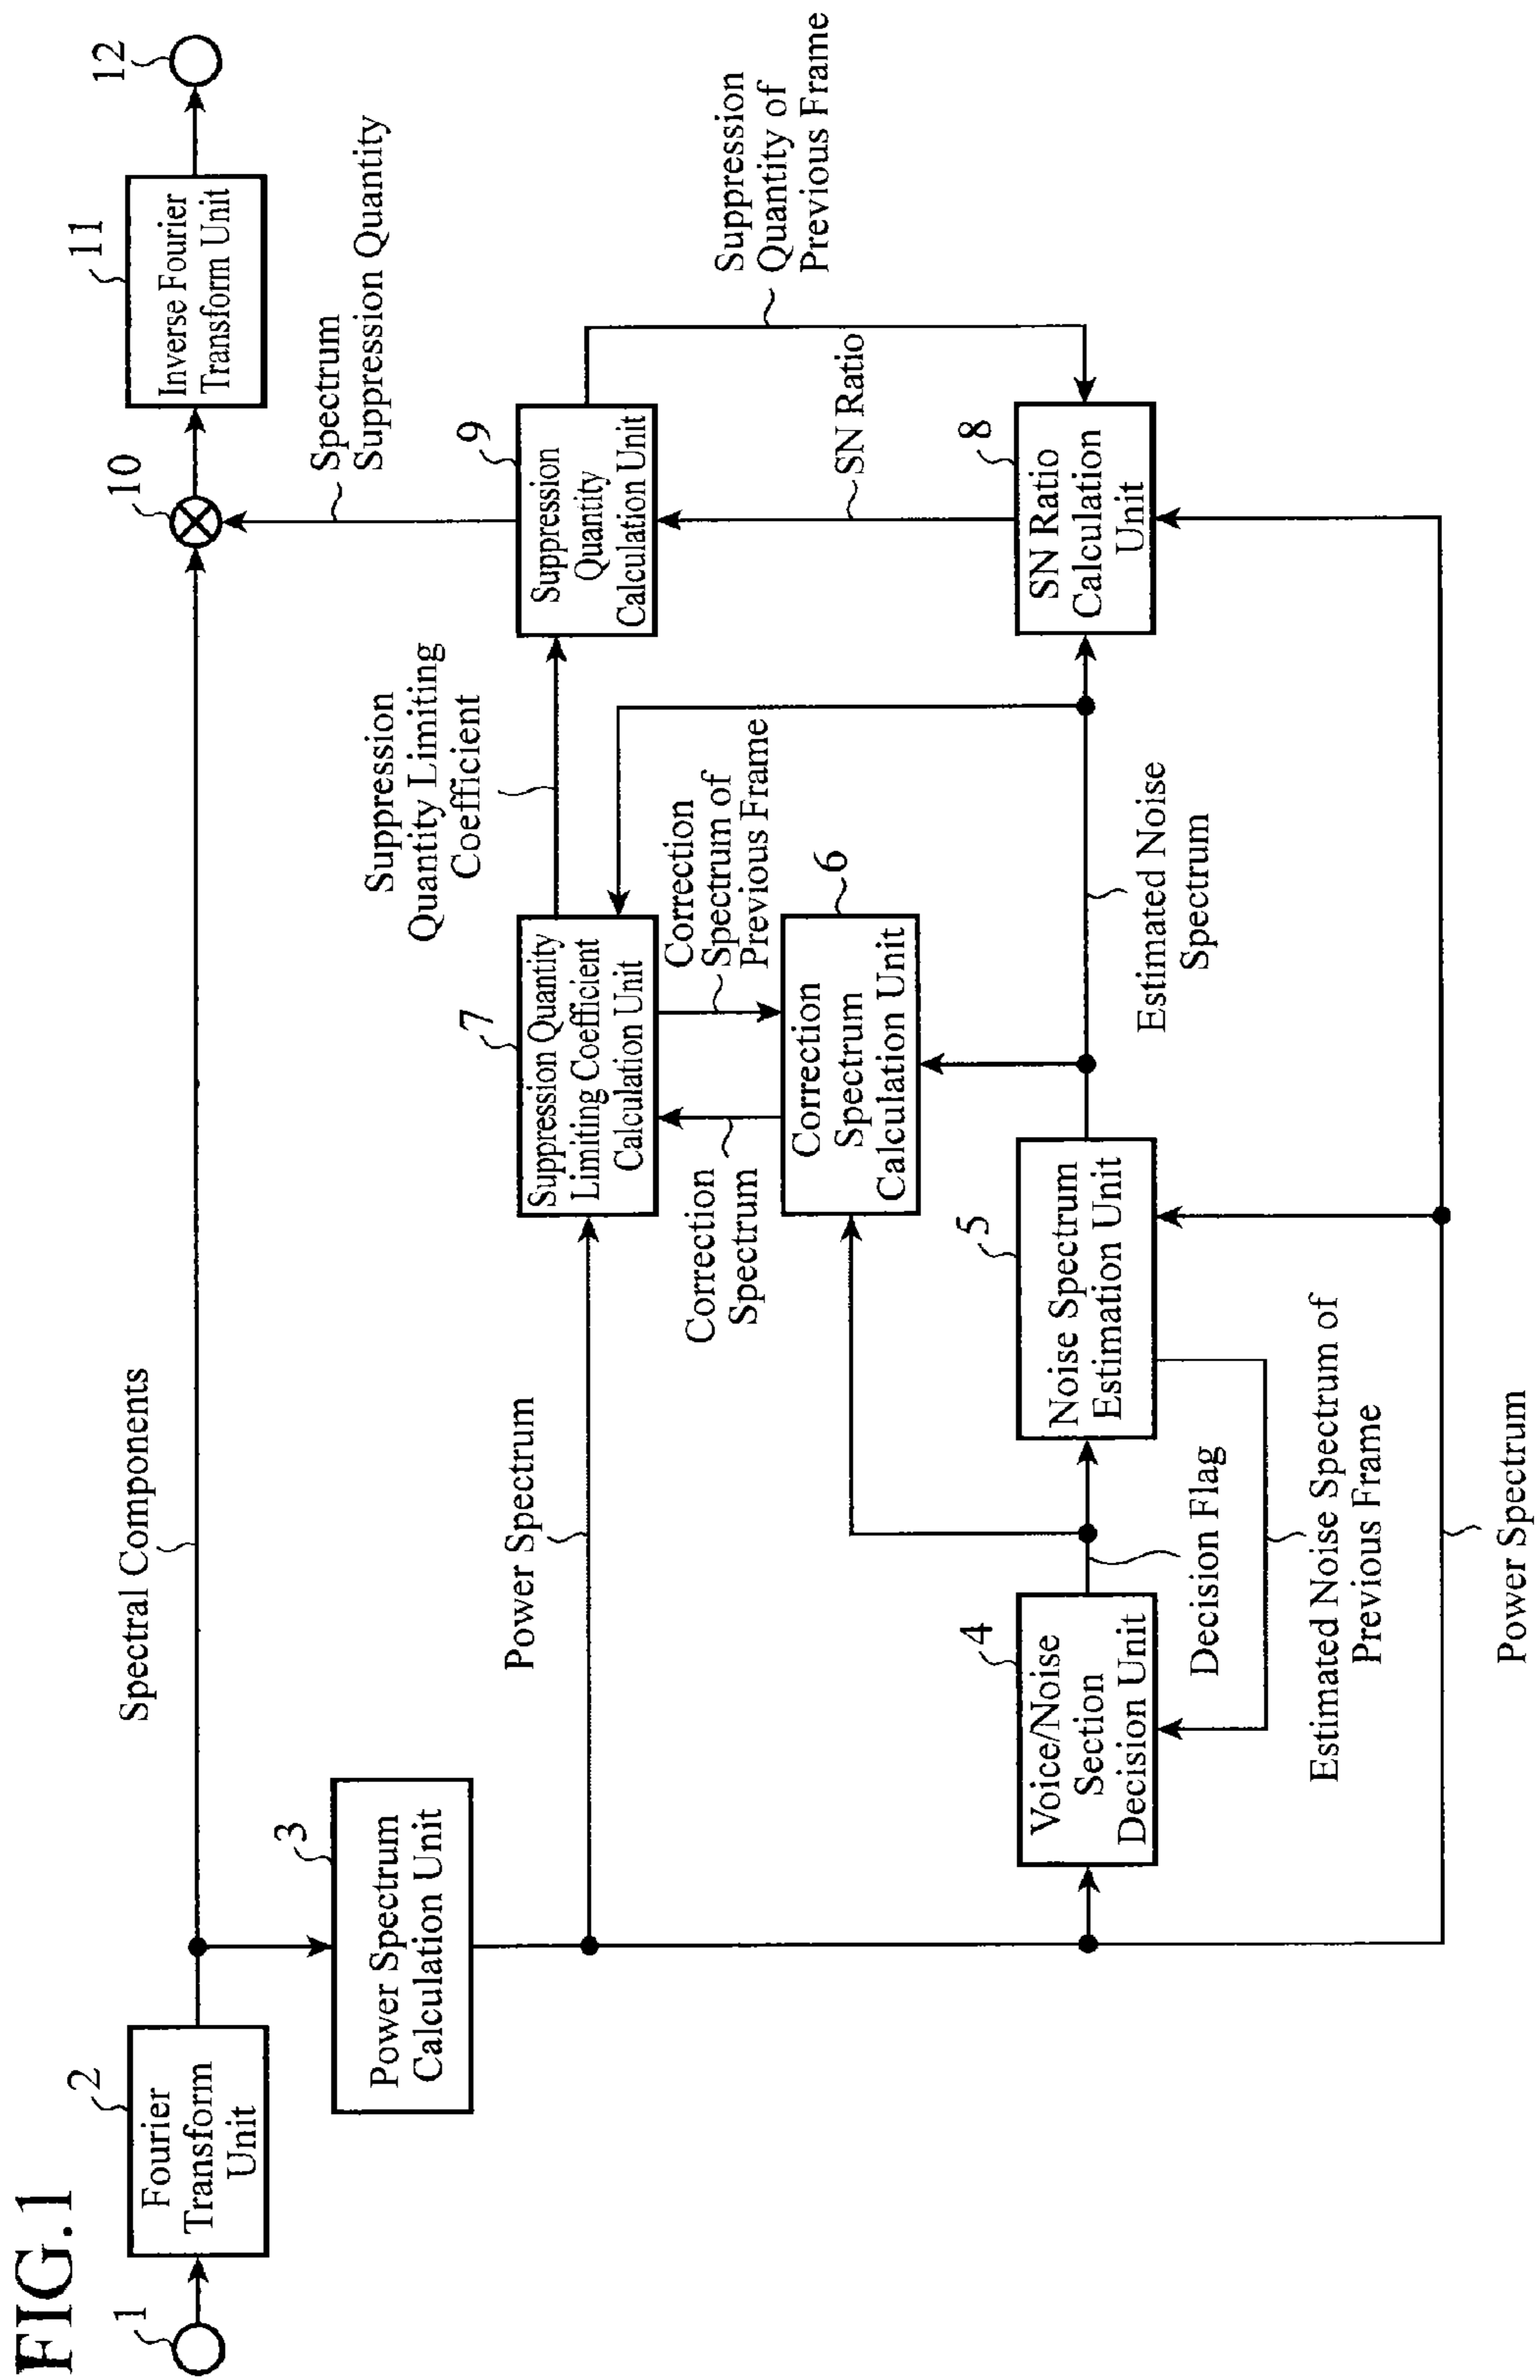 FIG.1
1
2
Fourier
Transform
Unit
Spectral Components
10
11
Inverse Fourier
Transform Unit
12
3
Power Spectrum
Calculation Unit
Power Spectrum
7
Suppression Quantity
Limiting Coefficient
Calculation Unit
Suppression
Quantity Limiting
Coefficient
9
Suppression
Quantity
Calculation Unit
Spectrum
Suppression Quantity
Correction
Spectrum
Correction
Spectrum of
Previous Frame
6
Correction
Spectrum
Calculation Unit
SN Ratio
Suppression
Quantity of
Previous Frame
4
Voice/Noise
Section
Decision Unit
Decision Flag
5
Noise Spectrum
Estimation Unit
Estimated Noise
Spectrum
8
SN Ratio
Calculation
Unit
Estimated Noise Spectrum of
Previous Frame
Power Spectrum